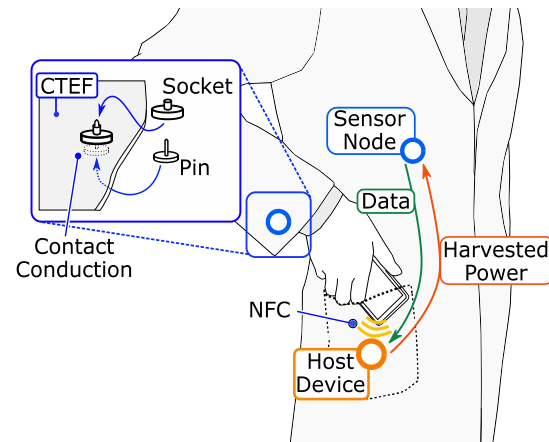 CTEF
Socket
Pin
Contact
Conduction
Sensor
Node
Data
Harvested
Power
NFC
Host
Device